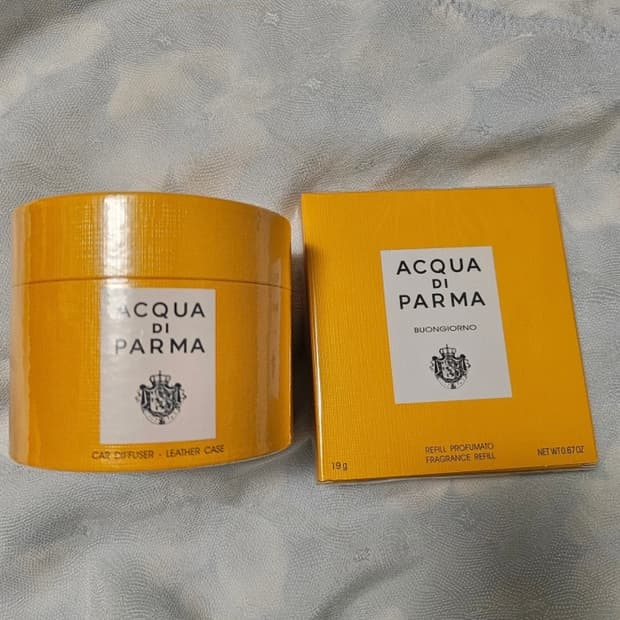 ACQUA
DI
PARMA
CAR DIFFUSER - LEATHER CASE
ACQUA
DI
PARMA
BUONGIORNO
REFILL PROFUMATO
FRAGRANCE REFILL
19 g
NET WT 0.67 OZ